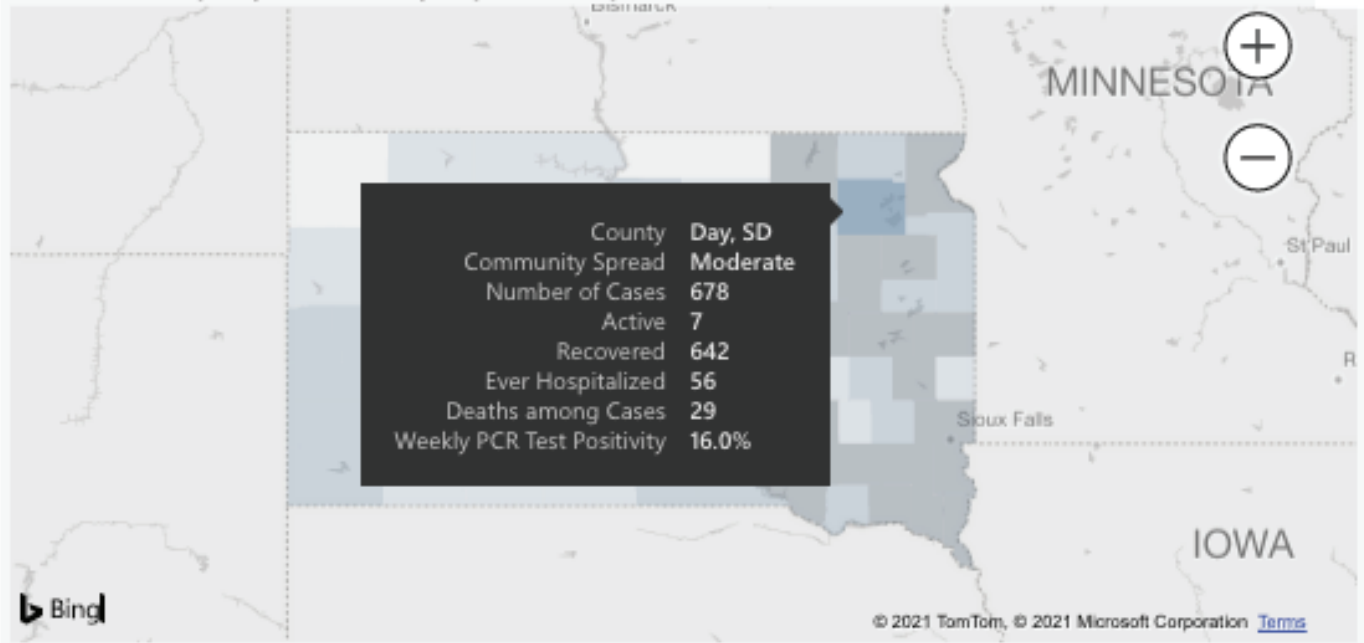 Bismarck
MINNESOTA
County Day, SD
Community Spread Moderate
Number of Cases 678
Active 7
Recovered 642
Ever Hospitalized 56
Deaths among Cases 29
Weekly PCR Test Positivity 16.0%
St Paul
R
Sioux Falls
IOWA
Bing
© 2021 TomTom, © 2021 Microsoft Corporation Terms